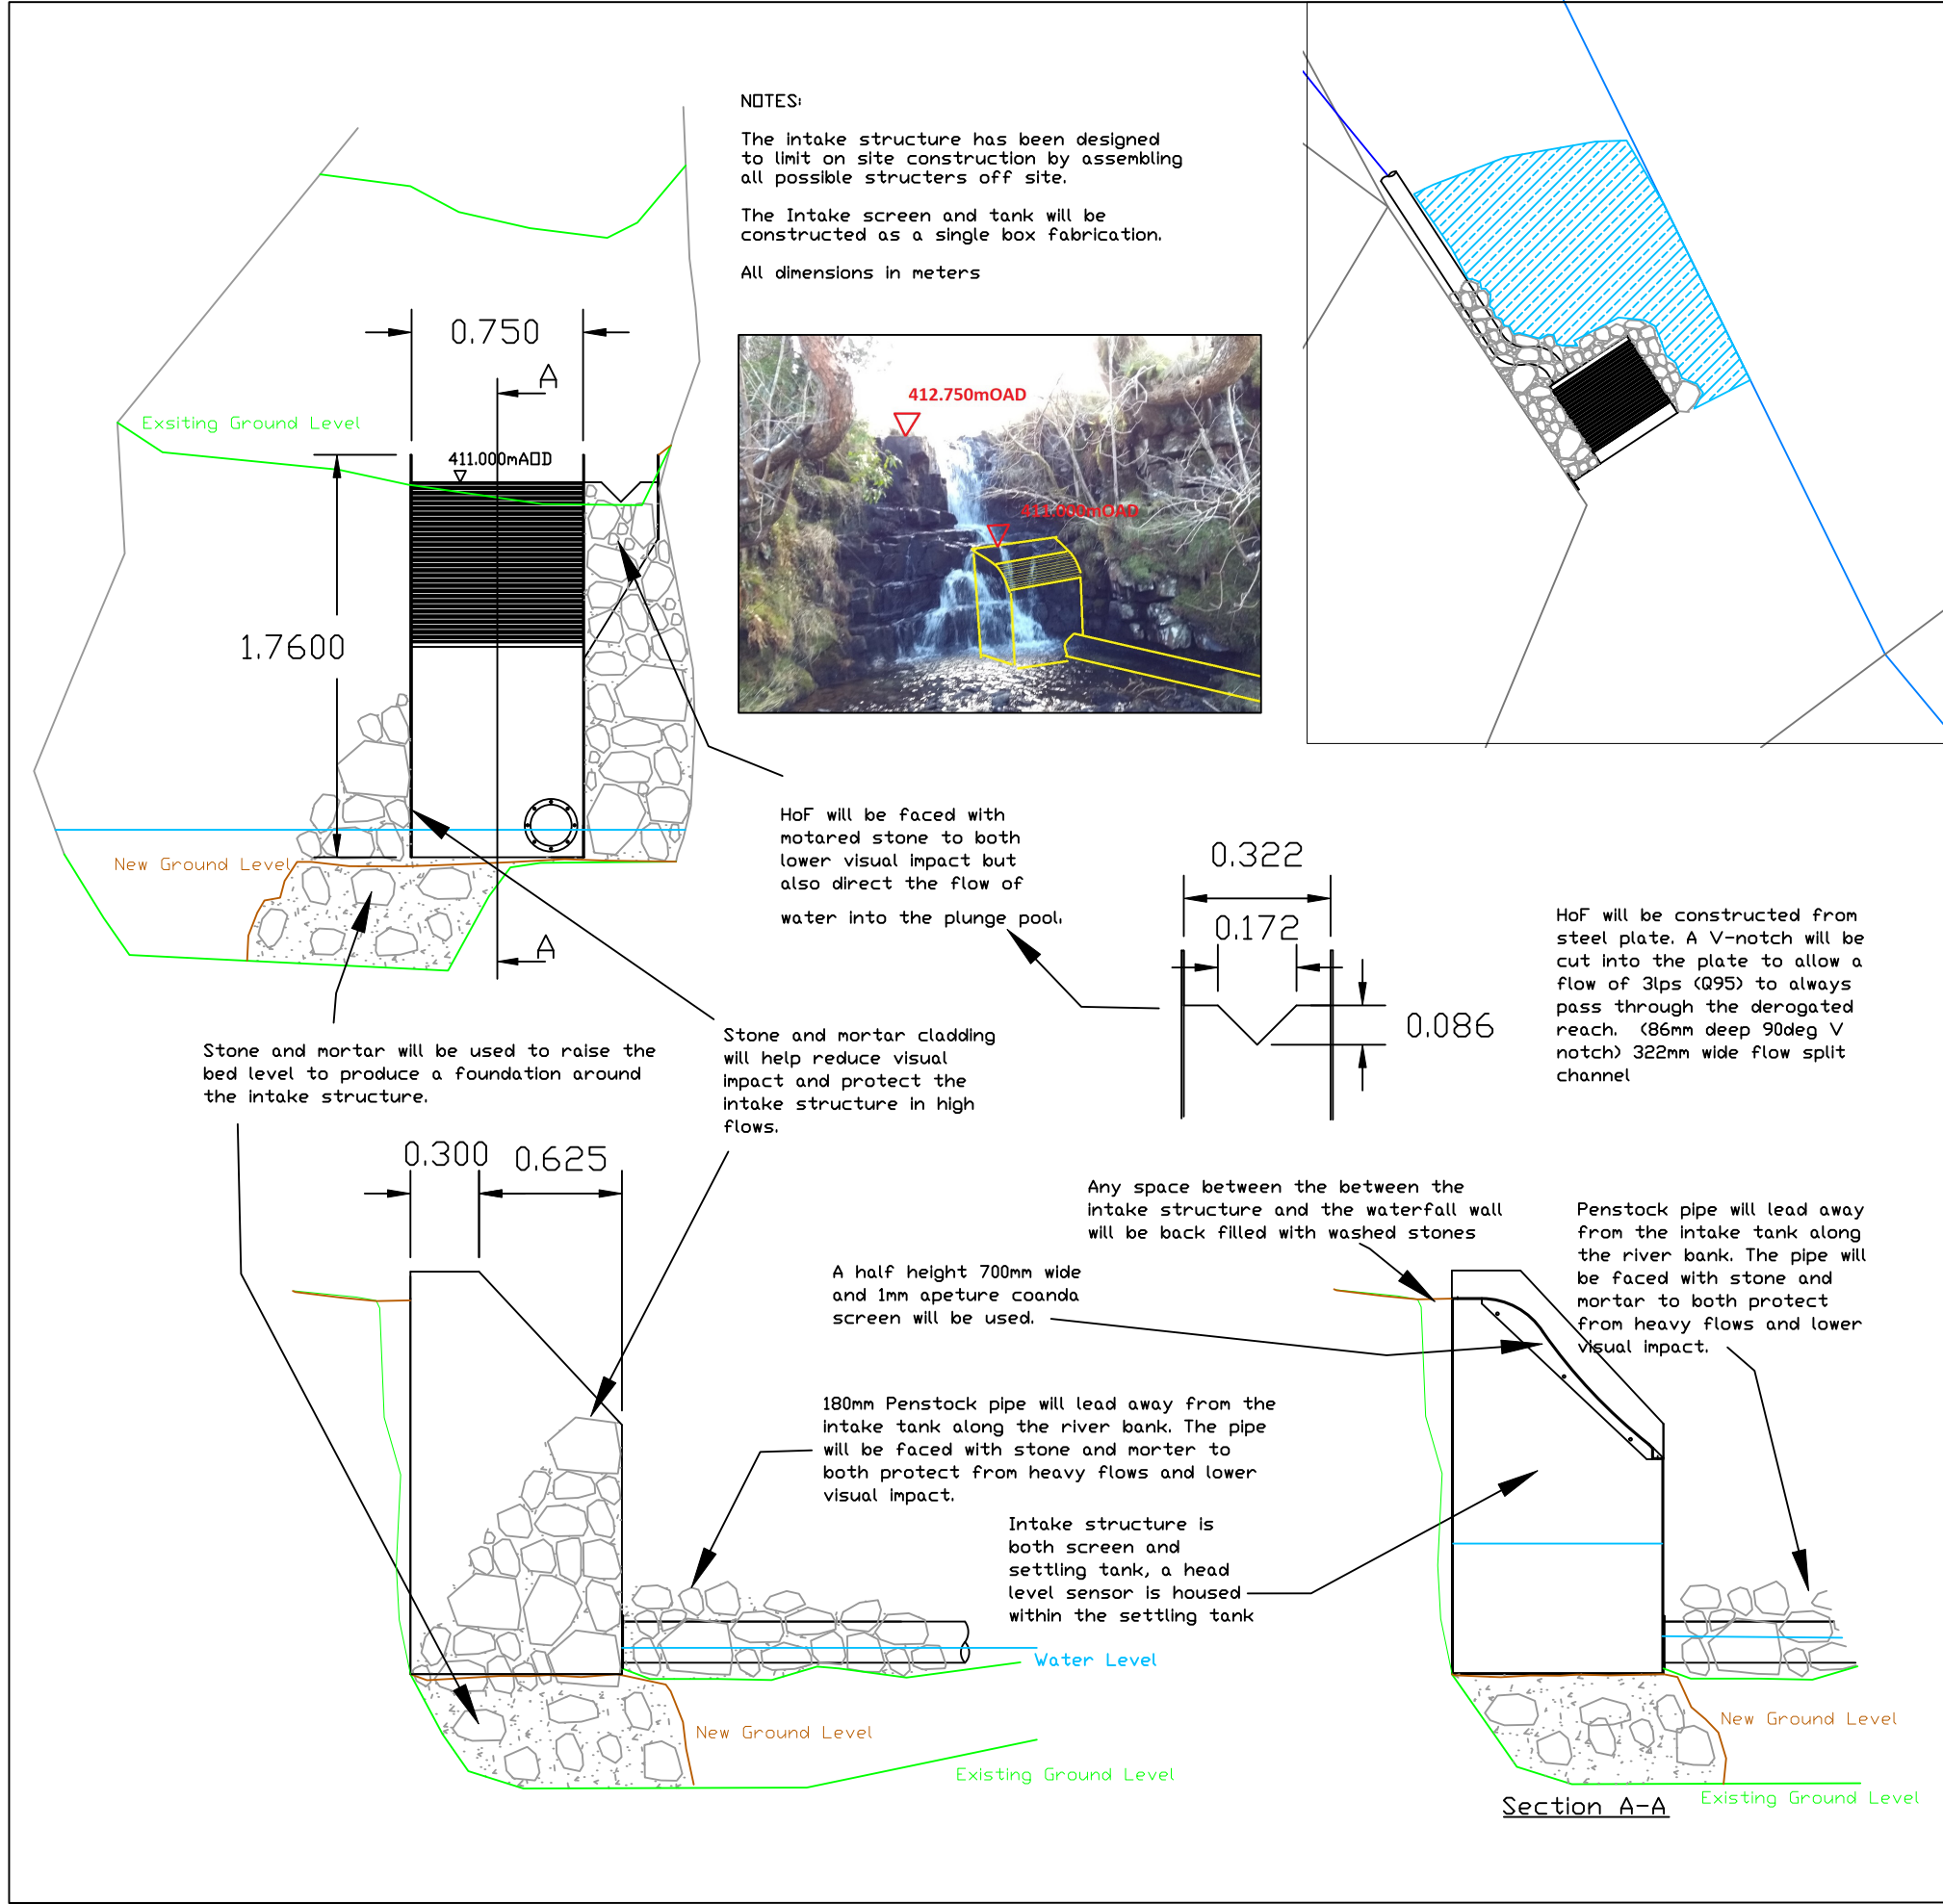 NOTES:
The intake structure has been designed
to limit on site construction by assembling
all possible structers off site.
The Intake screen and tank will be
constructed as a single box fabrication.
All dimensions in meters
0.750
A
Exsiting Ground Level
411.000mAOD
1.7600
New Ground Level
A
412.750mOAD
411.000mOAD
HoF will be faced with
motared stone to both
lower visual impact but
also direct the flow of
water into the plunge pool.
0.322
0.172
0.086
HoF will be constructed from
steel plate. A V-notch will be
cut into the plate to allow a
flow of 3lps (Q95) to always
pass through the derogated
reach. (86mm deep 90deg V
notch) 322mm wide flow split
channel
Stone and mortar will be used to raise the
bed level to produce a foundation around
the intake structure.
Stone and mortar cladding
will help reduce visual
impact and protect the
intake structure in high
flows.
0.300
0.625
Any space between the between the
intake structure and the waterfall wall
will be back filled with washed stones
Penstock pipe will lead away
from the intake tank along
the river bank. The pipe will
be faced with stone and
mortar to both protect
from heavy flows and lower
visual impact.
A half height 700mm wide
and 1mm apeture coanda
screen will be used.
180mm Penstock pipe will lead away from the
intake tank along the river bank. The pipe
will be faced with stone and morter to
both protect from heavy flows and lower
visual impact.
Intake structure is
both screen and
settling tank, a head
level sensor is housed
within the settling tank
Water Level
New Ground Level
Existing Ground Level
New Ground Level
Existing Ground Level
Section A-A